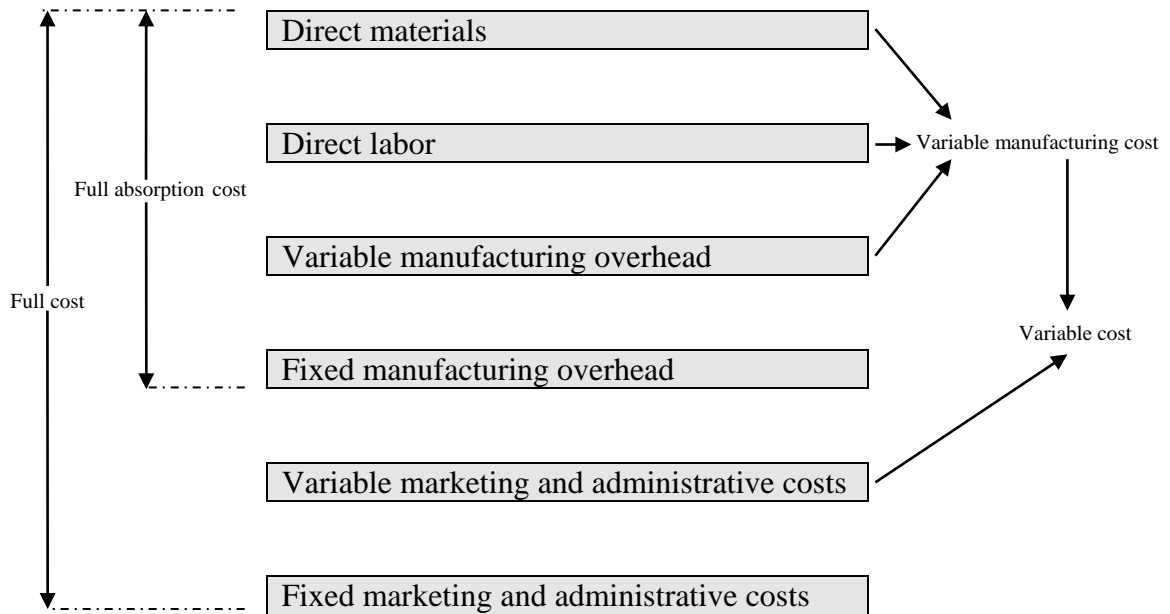 Direct materials
Direct labor
Variable manufacturing cost
Full absorption cost
Variable manufacturing overhead
Full cost
Variable cost
Fixed manufacturing overhead
Variable marketing and administrative costs
Fixed marketing and administrative costs